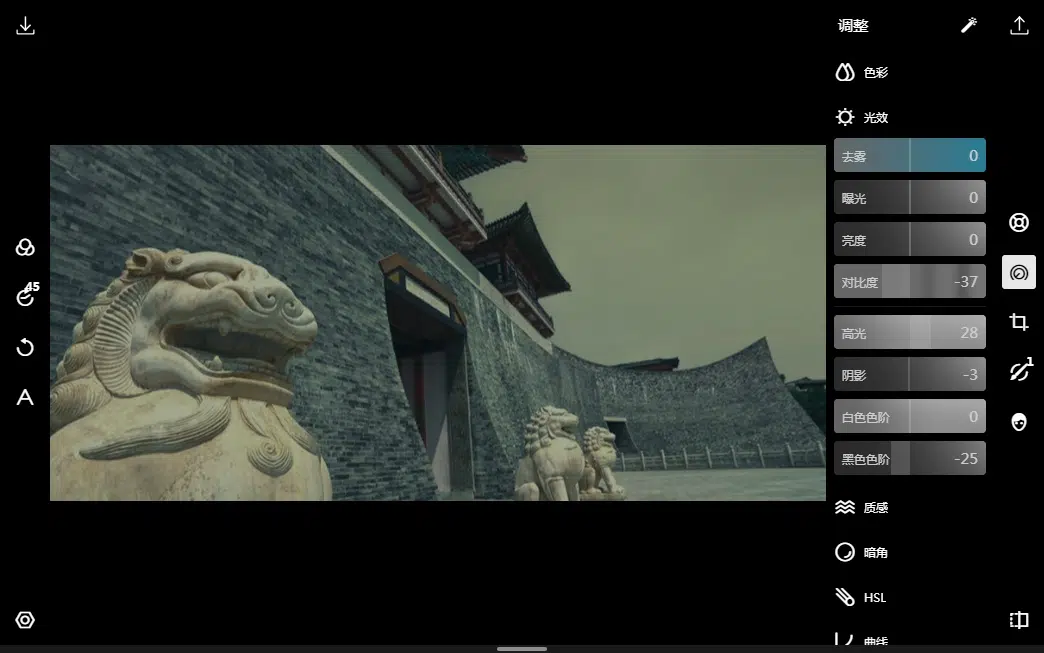 调整
色彩
光效
去雾 0
曝光 0
亮度 0
45
对比度 -37
高光 28
阴影 -3
1
白色色阶 0
黑色色阶 -25
质感
暗角
HSL
曲线